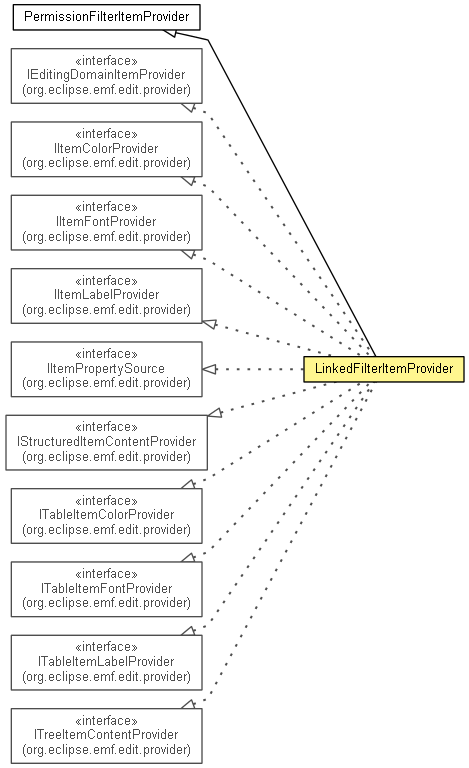 PermissionFilterItemProvider
«interface»
IEditingDomainItemProvider
(org.eclipse.emf.edit.provider)
«interface»
IItemColorProvider
(org.eclipse.emf.edit.provider)
«interface»
IItemFontProvider
(org.eclipse.emf.edit.provider)
«interface»
IItemLabelProvider
(org.eclipse.emf.edit.provider)
«interface»
IItemPropertySource
(org.eclipse.emf.edit.provider)
LinkedFilterItemProvider
«interface»
IStructuredItemContentProvider
(org.eclipse.emf.edit.provider)
«interface»
ITableItemColorProvider
(org.eclipse.emf.edit.provider)
«interface»
ITableItemFontProvider
(org.eclipse.emf.edit.provider)
«interface»
ITableItemLabelProvider
(org.eclipse.emf.edit.provider)
«interface»
ITreeItemContentProvider
(org.eclipse.emf.edit.provider)